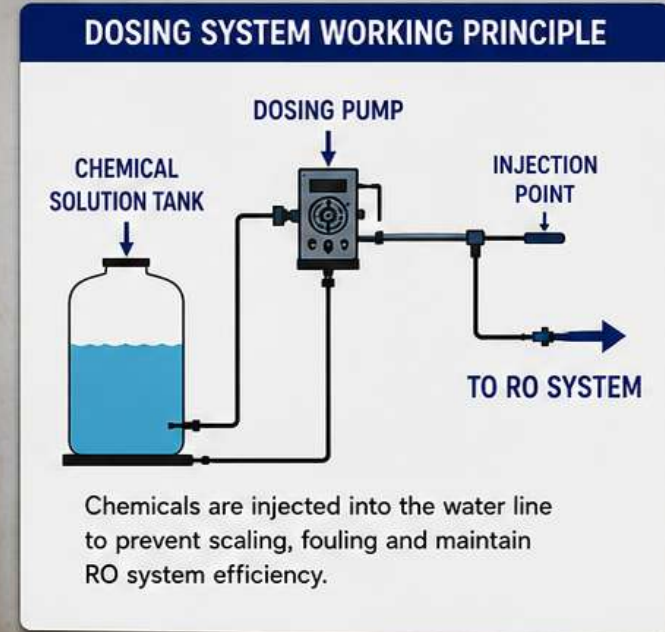 DOSING SYSTEM WORKING PRINCIPLE
DOSING PUMP
CHEMICAL
SOLUTION TANK
INJECTION
POINT
TO RO SYSTEM
Chemicals are injected into the water line
to prevent scaling, fouling and maintain
RO system efficiency.